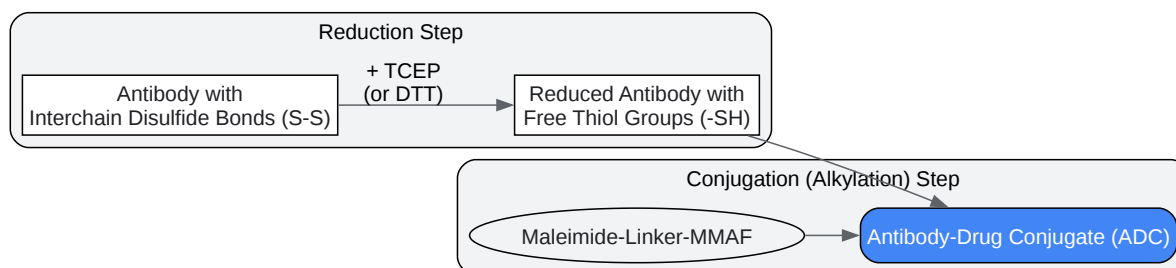 Reduction Step
Antibody with
Interchain Disulfide Bonds (S-S)
+ TCEP
(or DTT)
Reduced Antibody with
Free Thiol Groups (-SH)
Conjugation (Alkylation) Step
Maleimide-Linker-MMAF
Antibody-Drug Conjugate (ADC)